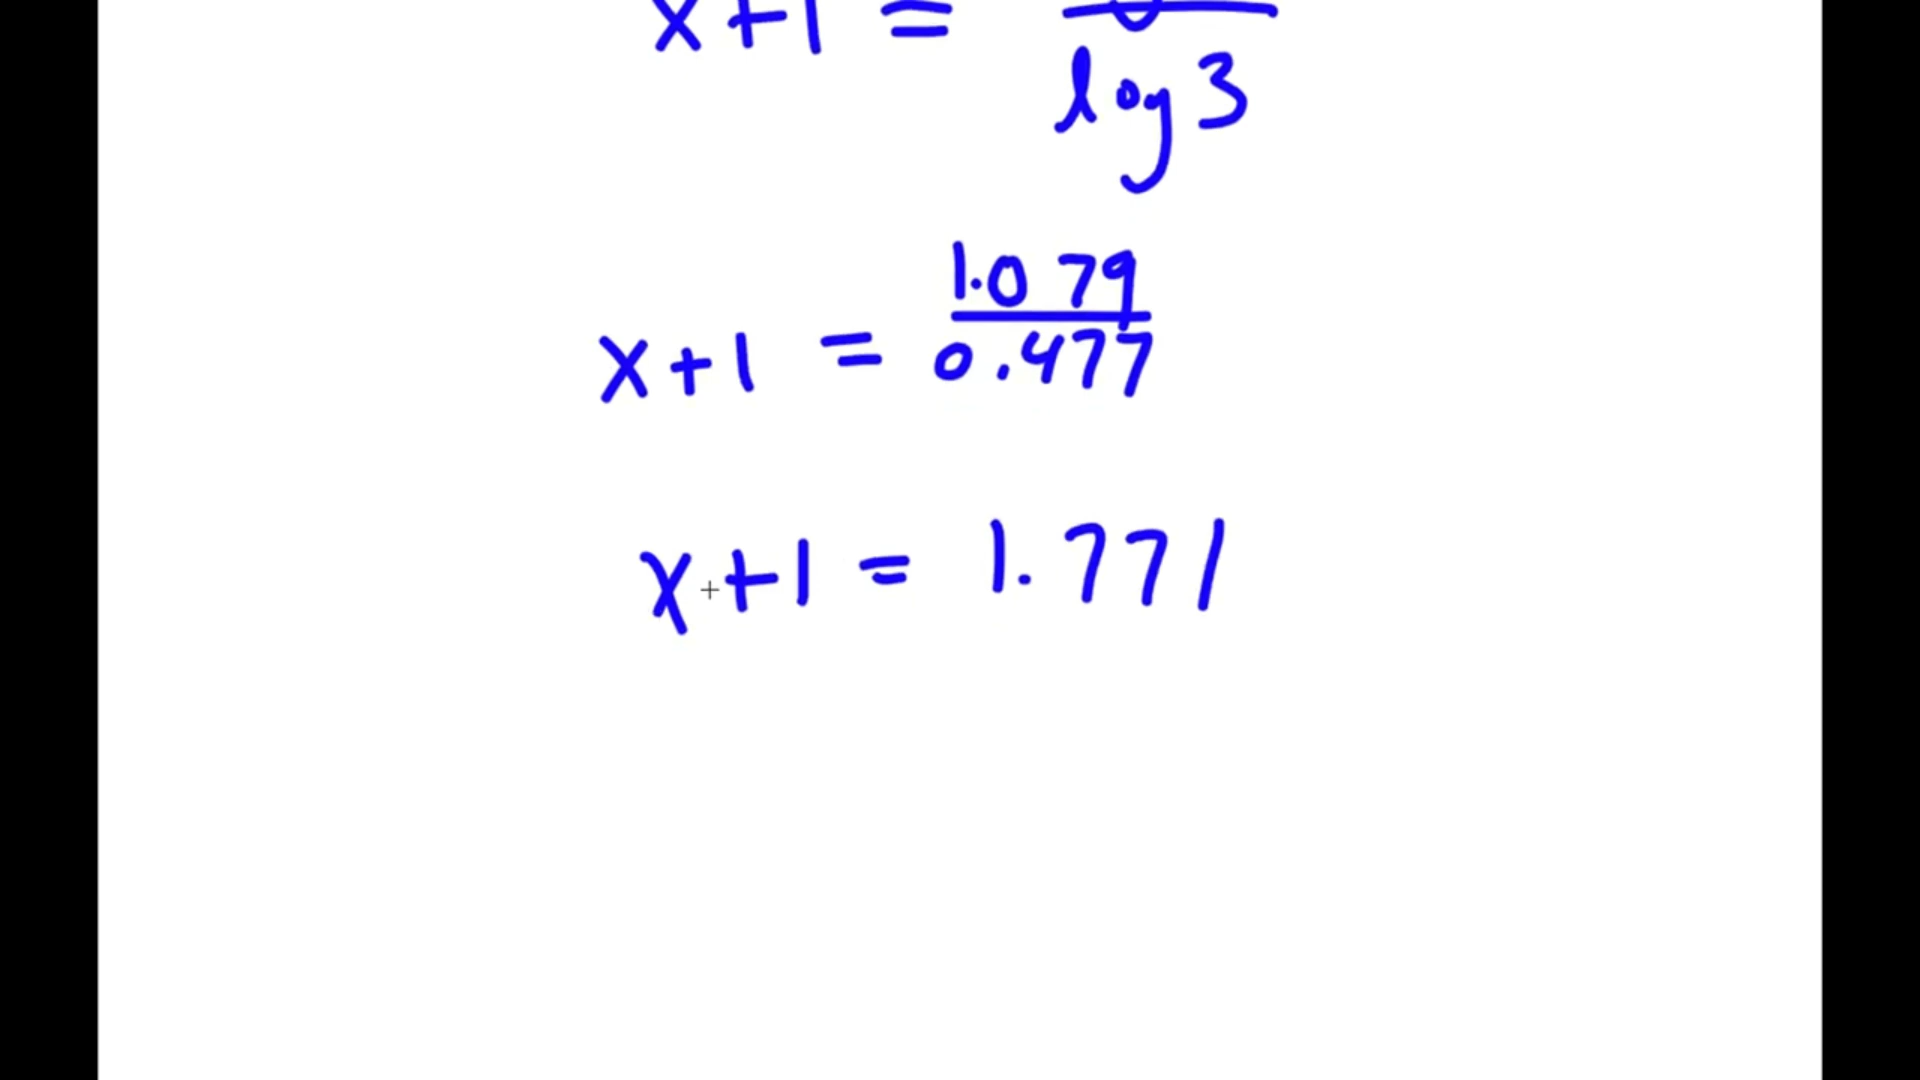 x+1 =
log 3
x+1 = 1.079
0.477
x+1 = 1.771